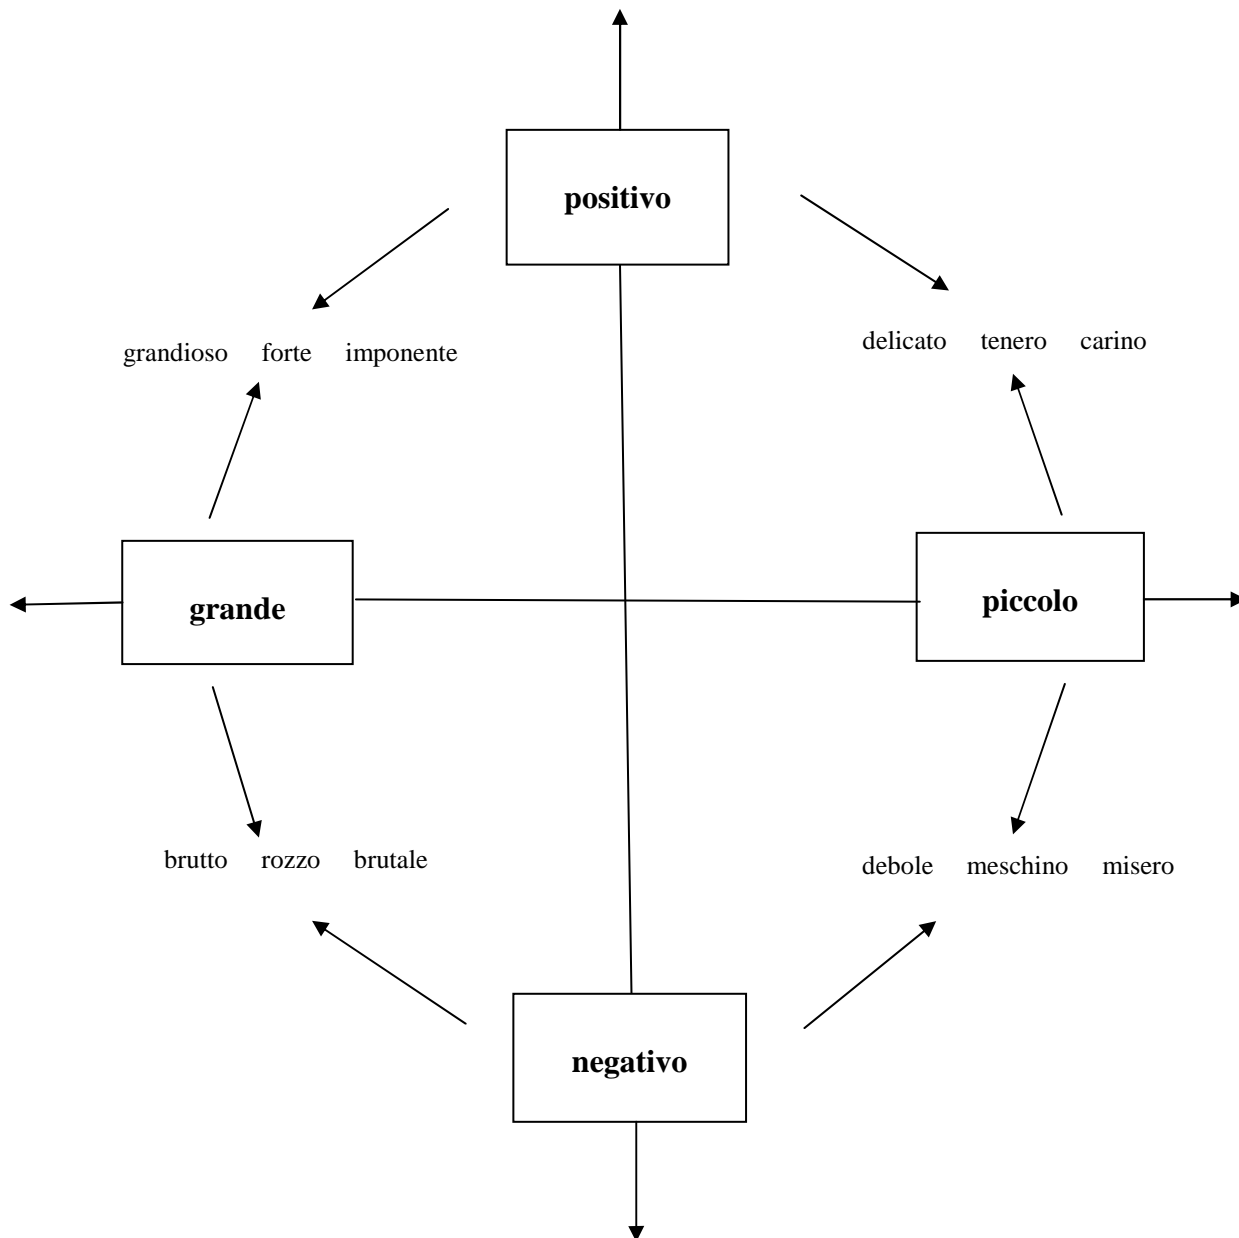 positivo
grandioso forte imponente
delicato tenero carino
grande
piccolo
brutto rozzo brutale
debole meschino misero
negativo